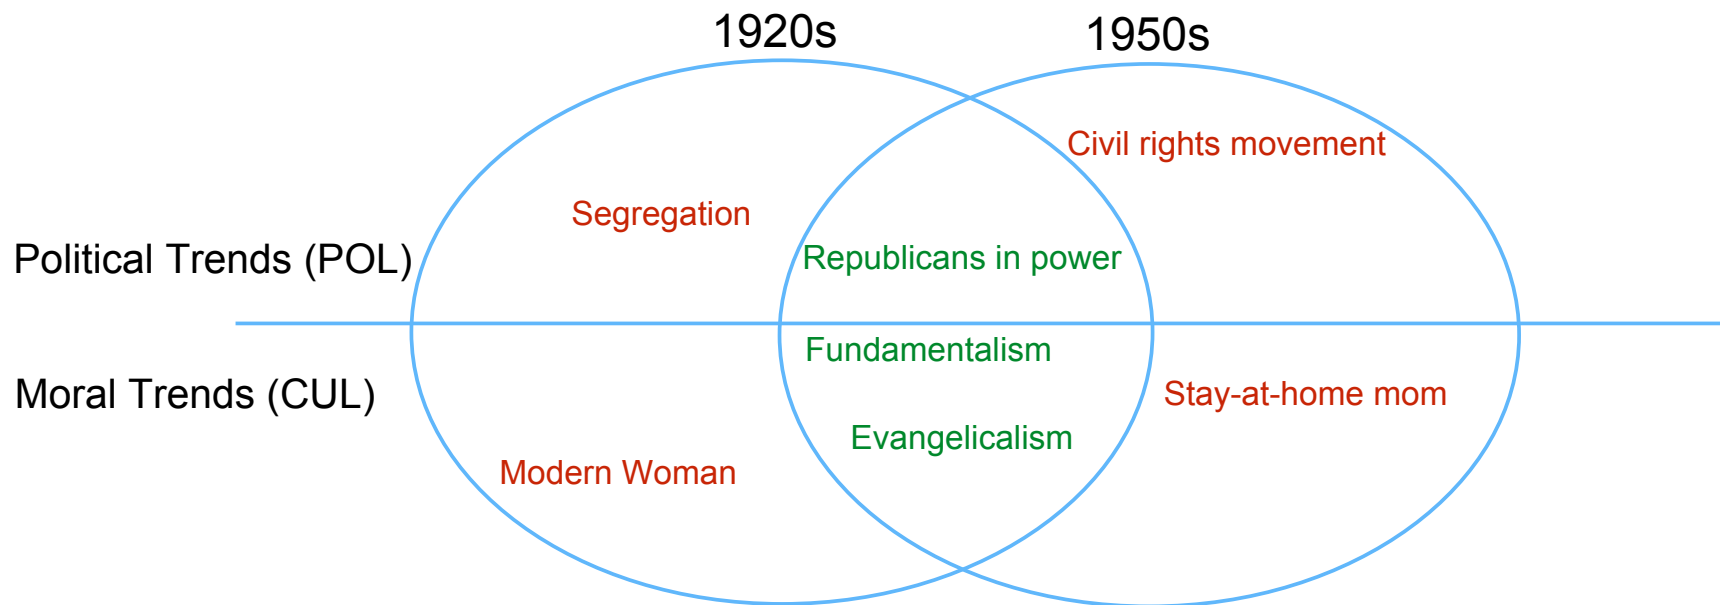 1920s
1950s
Civil rights movement
Segregation
Political Trends (POL)
Republicans in power
Fundamentalism
Moral Trends (CUL)
Stay-at-home mom
Evangelicalism
Modern Woman